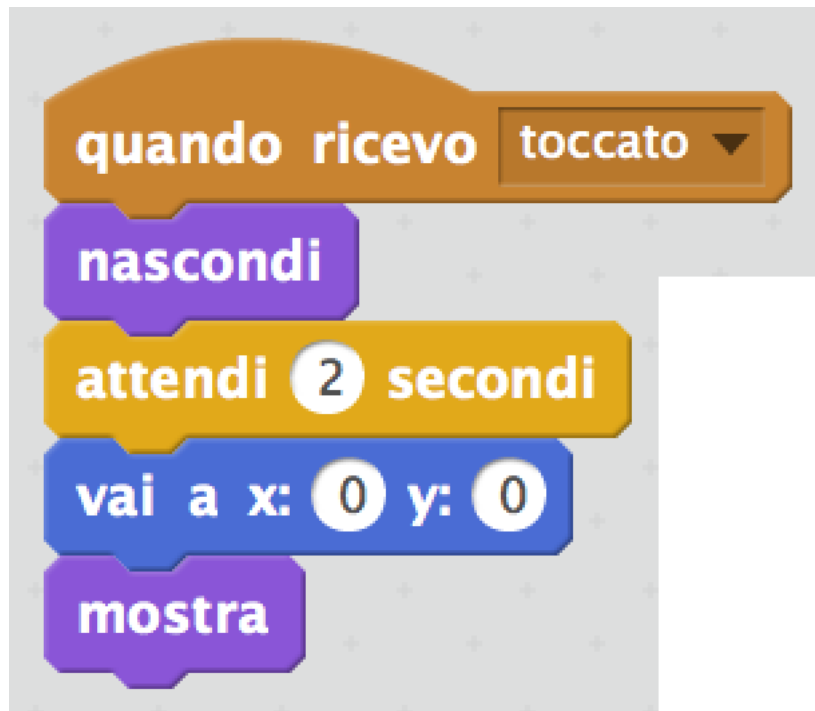 quando ricevo toccato
nascondi
attendi 2 secondi
vai a x: 0 y: 0
mostra